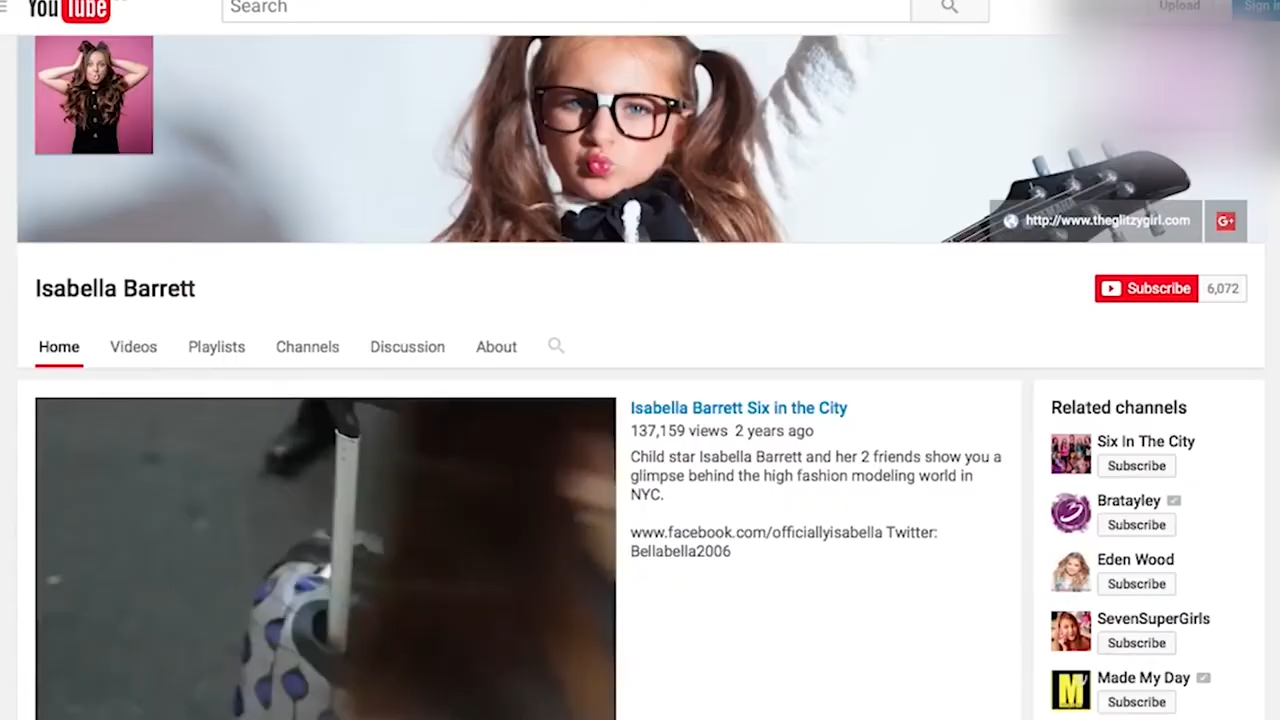 YouTube
Search
Upload
Sign in
http://www.theglitzygirl.com
G+
Isabella Barrett
Subscribe 6,072
Home Videos Playlists Channels Discussion About
Isabella Barrett Six in the City
137,159 views 2 years ago
Child star Isabella Barrett and her 2 friends show you a
glimpse behind the high fashion modeling world in
NYC.
www.facebook.com/officiallyisabella Twitter:
Bellabella2006
Related channels
Six In The City
Subscribe
Bratayley
Subscribe
Eden Wood
Subscribe
SevenSuperGirls
Subscribe
Made My Day
Subscribe
M